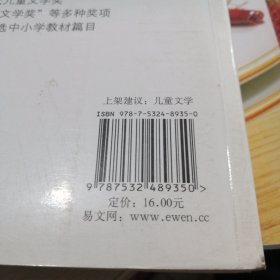 儿童文学奖
文学奖”等多种奖项
选中小学教材篇目
上架建议：儿童文学
ISBN 978-7-5324-8935-0
9 787532 489350 >
定价：16.00元
易文网：www.ewen.cc